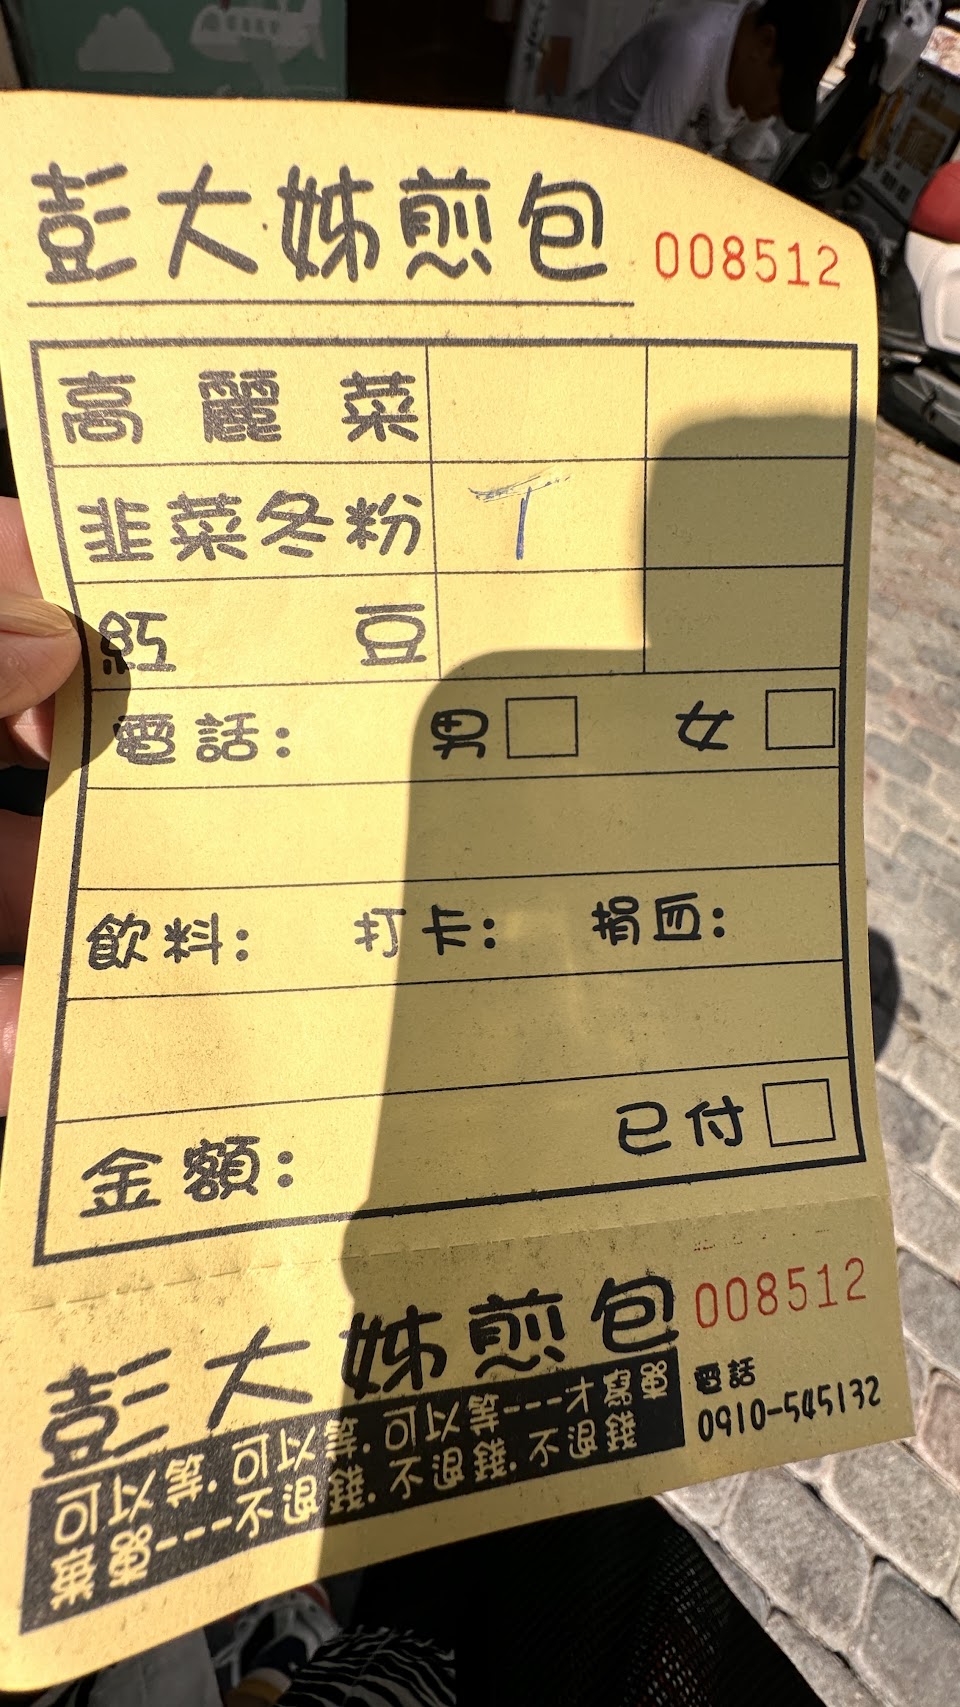 彭大姊煎包 008512
高麗菜
韭菜冬粉 一
紅豆
電話: 男 女
飲料: 打卡: 捐血:
金額: 已付
彭大姊煎包 008512
可以等.可以等.可以等---才寫單
電話
---不退錢.不退錢.不退錢
0910-545132